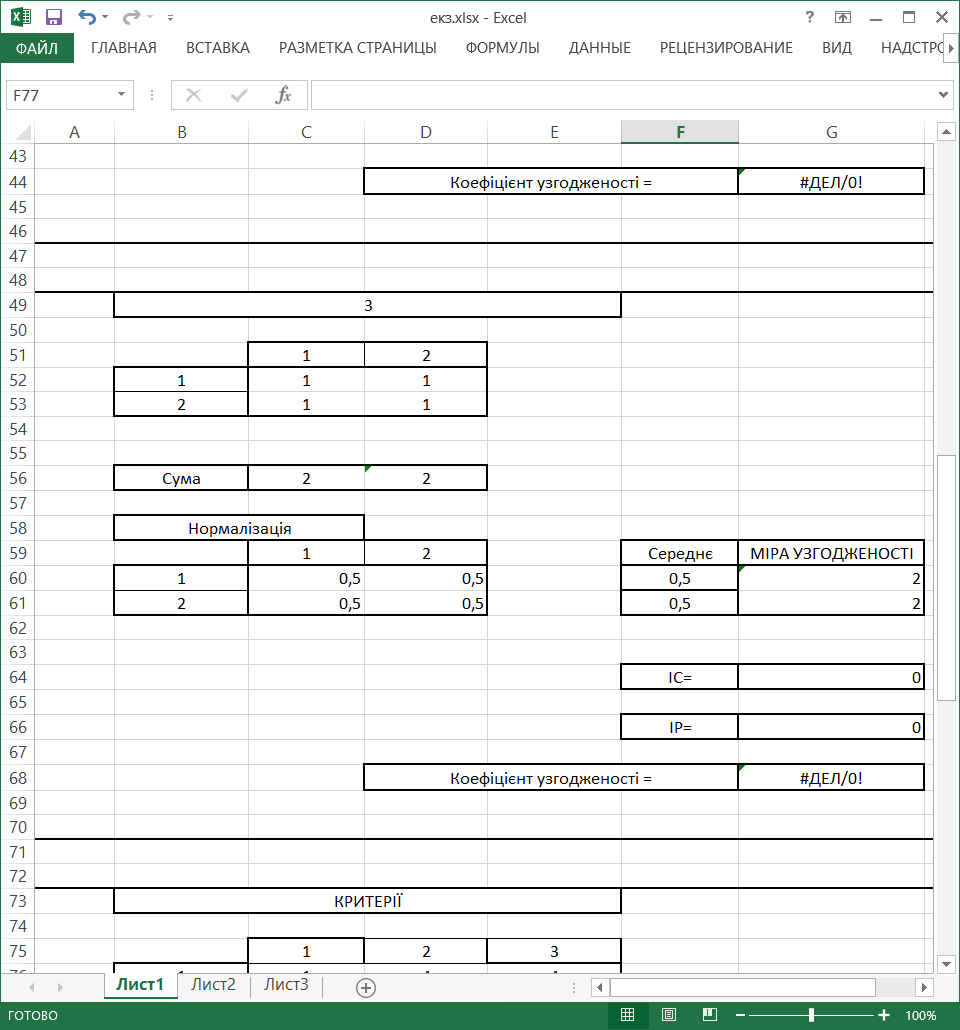 екз.xlsx - Excel
ФАЙЛ ГЛАВНАЯ ВСТАВКА РАЗМЕТКА СТРАНИЦЫ ФОРМУЛЫ ДАННЫЕ РЕЦЕНЗИРОВАНИЕ ВИД НАДСТРО
F77 fx
A B C D E F G
43
44 Коефіцієнт узгодженості = #ДЕЛ/0!
45
46
47
48
49 3
50
51 1 2
52 1 1 1
53 2 1 1
54
55
56 Сума 2 2
57
58 Нормалізація
59 1 2 Середнє МІРА УЗГОДЖЕНОСТІ
60 1 0,5 0,5 0,5 2
61 2 0,5 0,5 0,5 2
62
63
64 ІС= 0
65
66 ІР= 0
67
68 Коефіцієнт узгодженості = #ДЕЛ/0!
69
70
71
72
73 КРИТЕРІЇ
74
75 1 2 3
Лист1 Лист2 Лист3
ГОТОВО 100%